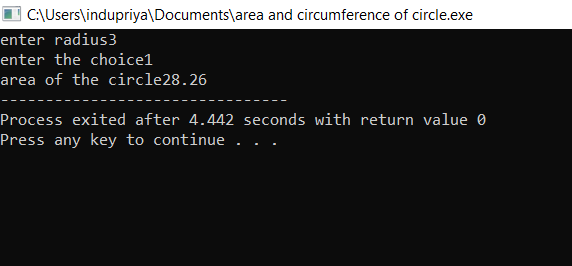 C:\Users\indupriya\Documents\area and circumference of circle.exe
enter radius3
enter the choice1
area of the circle28.26
--------------------------------
Process exited after 4.442 seconds with return value 0
Press any key to continue . . .